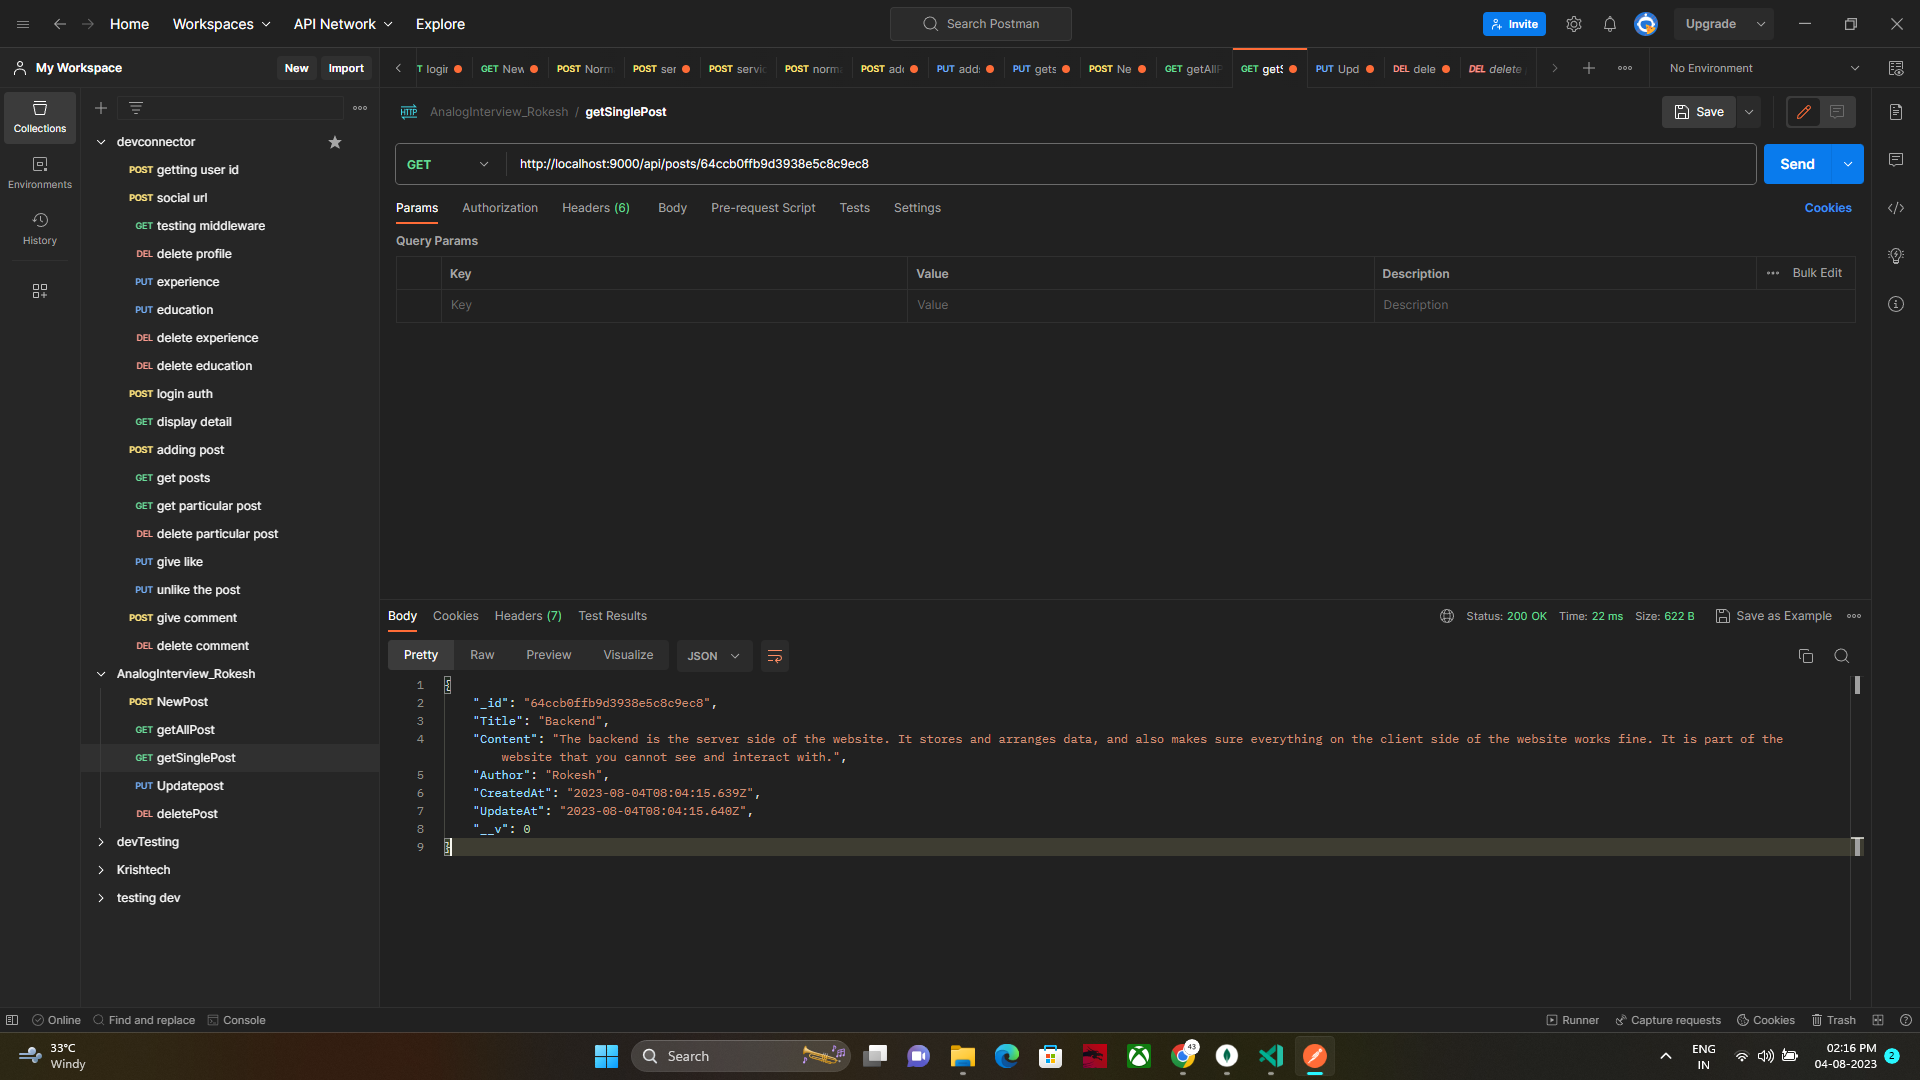 Home
Workspaces
API Network
Explore
Search Postman
Invite
Upgrade
My Workspace
New
Import
GET New
POST Norm
POST ser
POST servic
POST norm
POST add
PUT add
PUT gets
POST Ne
GET getAllP
GET getS
PUT Upd
DEL dele
DEL delete
No Environment
Collections
Environments
History
devconnector
POST getting user id
POST social url
GET testing middleware
DEL delete profile
PUT experience
PUT education
DEL delete experience
DEL delete education
POST login auth
GET display detail
POST adding post
GET get posts
GET get particular post
DEL delete particular post
PUT give like
PUT unlike the post
POST give comment
DEL delete comment
AnalogInterview_Rokesh
POST NewPost
GET getAllPost
GET getSinglePost
PUT Updatepost
DEL deletePost
devTesting
Krishtech
testing dev
HTTP AnalogInterview_Rokesh / getSinglePost
Save
GET http://localhost:9000/api/posts/64ccb0ffb9d3938e5c8c9ec8
Send
Params Authorization Headers (6) Body Pre-request Script Tests Settings
Cookies
Query Params
Key Value Description Bulk Edit
Key Value Description
Body Cookies Headers (7) Test Results
Status: 200 OK Time: 22 ms Size: 622 B Save as Example
Pretty Raw Preview Visualize JSON
1 {
2 "_id": "64ccb0ffb9d3938e5c8c9ec8",
3 "Title": "Backend",
4 "Content": "The backend is the server side of the website. It stores and arranges data, and also makes sure everything on the client side of the website works fine. It is part of the
website that you cannot see and interact with.",
5 "Author": "Rokesh",
6 "CreatedAt": "2023-08-04T08:04:15.639Z",
7 "UpdateAt": "2023-08-04T08:04:15.640Z",
8 "__v": 0
9 }
Online
Find and replace
Console
Runner
Capture requests
Cookies
Trash
33°C
Windy
Search
43
ENG
IN
02:16 PM
04-08-2023
2